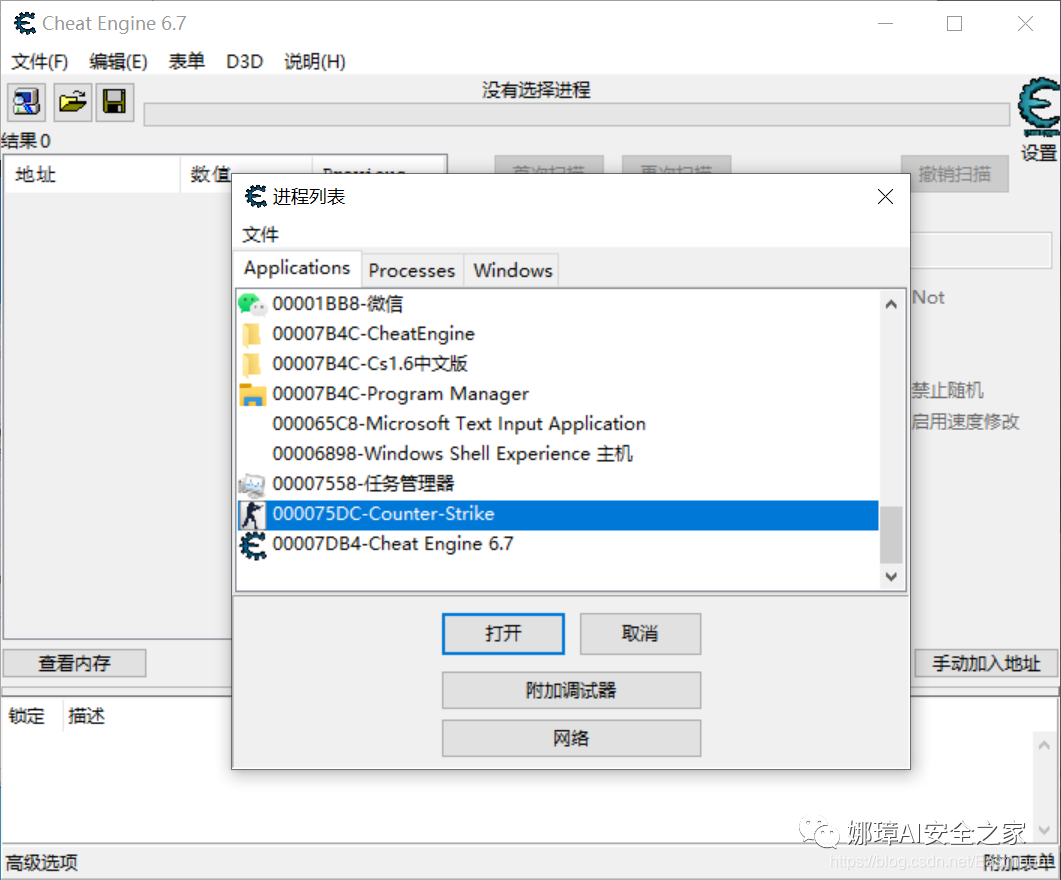 Cheat Engine 6.7
文件(F) 编辑(E) 表单 D3D 说明(H)
没有选择进程
结果0
设置
地址 数值 Previous
首次扫描 再次扫描 撤销扫描
进程列表
文件
Applications Processes Windows
00001BB8-微信
00007B4C-CheatEngine
00007B4C-Cs1.6中文版
00007B4C-Program Manager
000065C8-Microsoft Text Input Application
00006898-Windows Shell Experience 主机
00007558-任务管理器
000075DC-Counter-Strike
00007DB4-Cheat Engine 6.7
Not
禁止随机
启用速度修改
打开 取消
附加调试器
网络
查看内存 手动加入地址
锁定 描述
娜璋AI安全之家
https://blog.csdn.net/
高级选项 附加表单